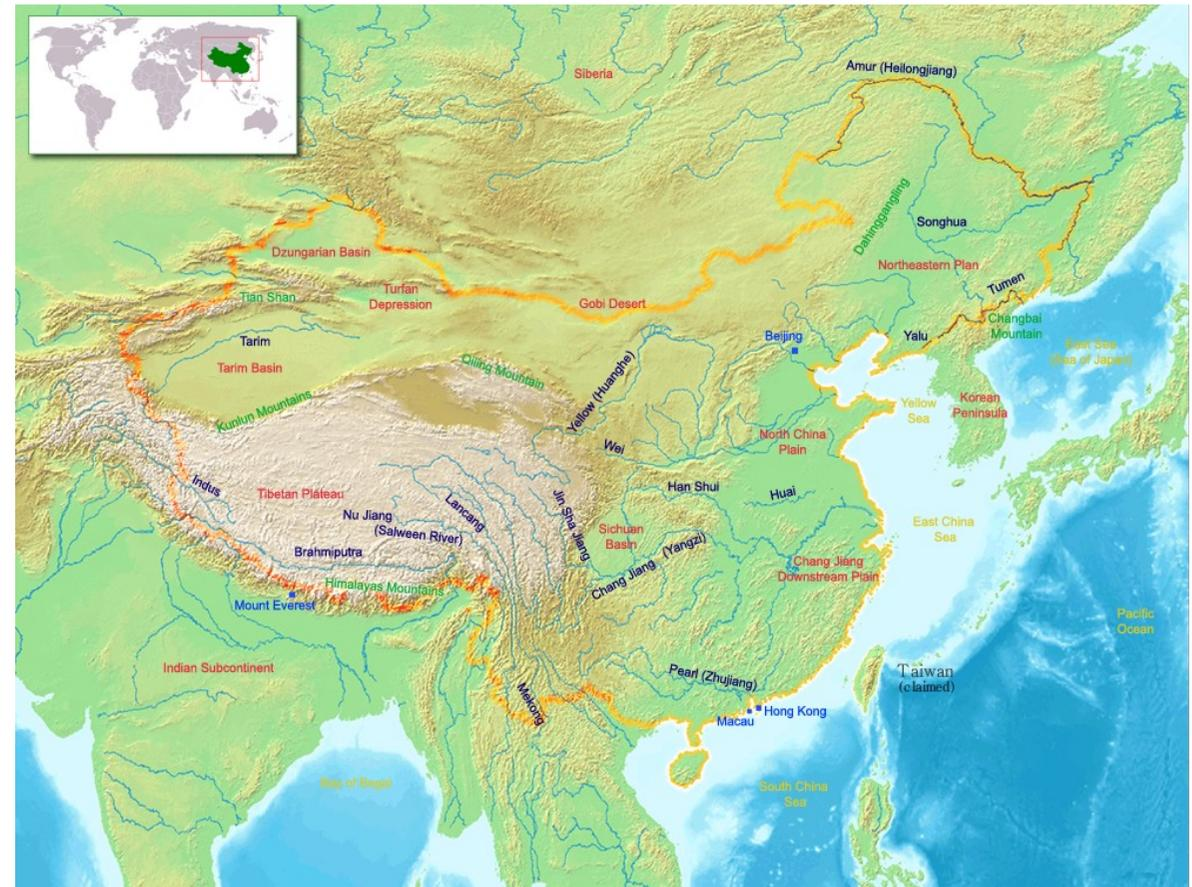 Siberia
Amur (Heilongjiang)
Dahinggangling
Songhua
Dzungarian Basin
Northeastern Plan
Turfan
Depression
Tian Shan
Gobi Desert
Tumen
Changbai
Mountain
Beijing
Yalu
Tarim
East Sea
(Sea of Japan)
Tarim Basin
Qiling Mountain
Yellow (Huanghe)
Kunlun Mountains
Yellow
Sea
Korean
Peninsula
North China
Plain
Wei
Indus
Tibetan Plateau
Lancang
Jin Sha Jiang
Han Shui
Huai
Nu Jiang
(Salween River)
Sichuan
Basin
East China
Sea
Brahmiputra
Chang Jiang (Yangzi)
Chang Jiang
Downstream Plain
Himalayas Mountains
Mount Everest
Pacific
Ocean
Indian Subcontinent
Pearl (Zhujiang)
Taiwan
(claimed)
Mekong
Macau
Hong Kong
Bay of Begal
South China
Sea